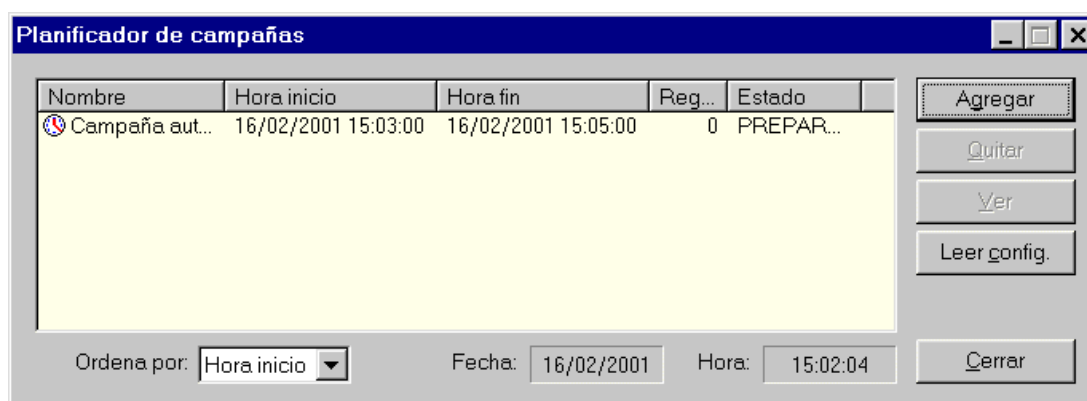 Planificador de campañas
Nombre Hora inicio Hora fin Reg... Estado
Campaña aut... 16/02/2001 15:03:00 16/02/2001 15:05:00 0 PREPAR...
Agregar
Quitar
Ver
Leer config.
Ordena por: Hora inicio Fecha: 16/02/2001 Hora: 15:02:04
Cerrar